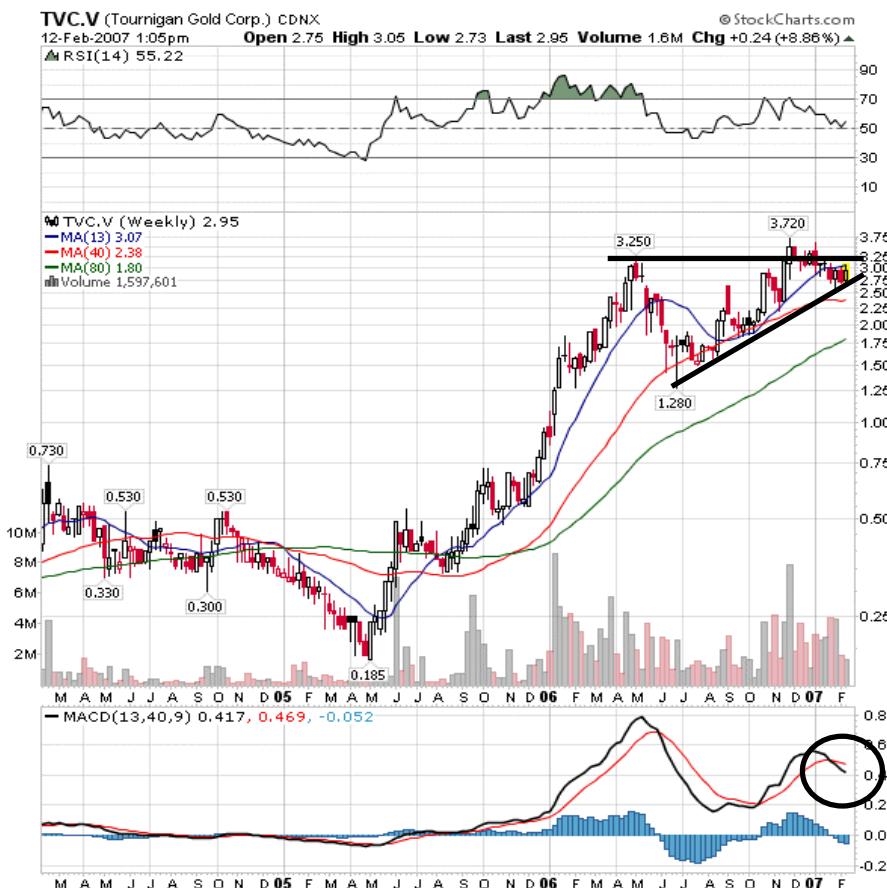 TVC.V (Tournigan Gold Corp.) CDNX
© StockCharts.com
12-Feb-2007 1:05pm
Open 2.75 High 3.05 Low 2.73 Last 2.95 Volume 1.6M Chg +0.24 (+8.86%)
RSI(14) 55.22
90
70
50
30
10
TVC.V (Weekly) 2.95
MA(13) 3.07
MA(40) 2.38
MA(80) 1.80
Volume 1,597,601
3.720
3.250
1.280
0.730
0.530
0.530
0.330
0.300
0.185
3.75
3.25
3.00
2.75
2.50
2.25
2.00
1.75
1.50
1.25
1.00
0.75
0.50
0.25
10M
8M
6M
4M
2M
M A M J J A S O N D 05 F M A M J J A S O N D 06 F M A M J J A S O N D 07 F
MACD(13,40,9) 0.417, 0.469, -0.052
0.8
0.6
0.4
0.2
0.0
-0.2
M A M J J A S O N D 05 F M A M J J A S O N D 06 F M A M J J A S O N D 07 F